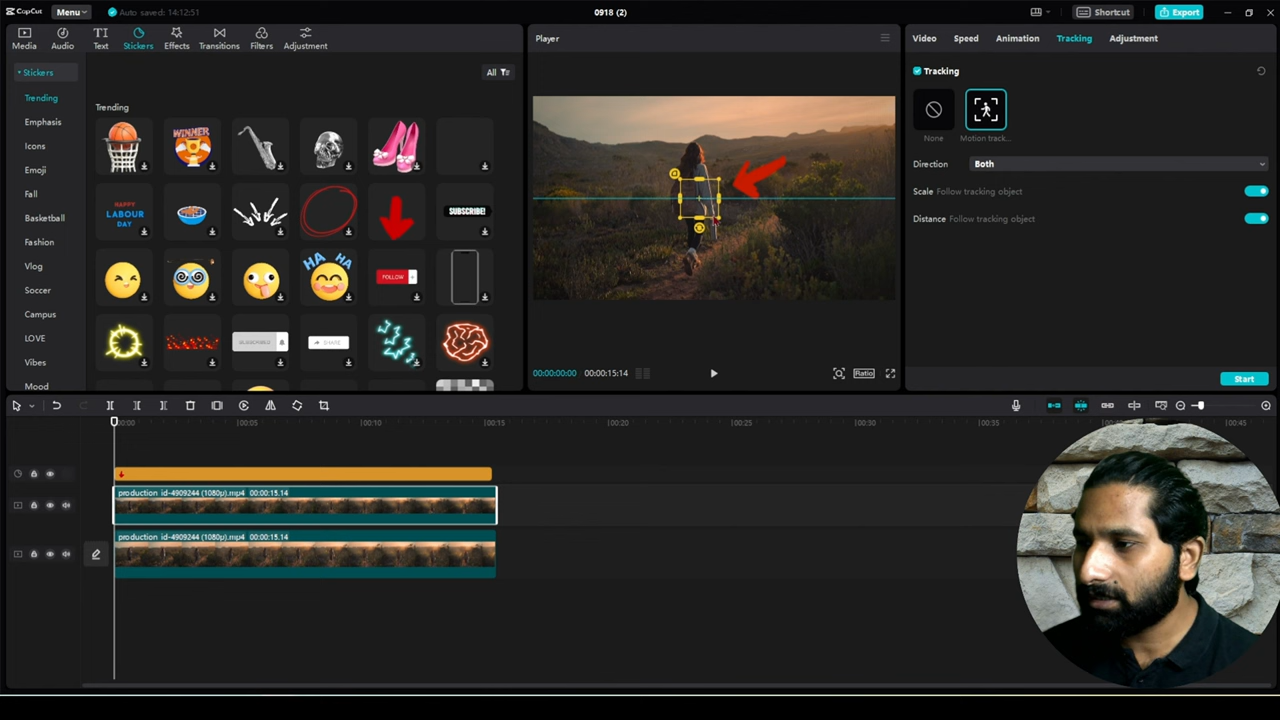 CapCut Menu Auto saved: 14:12:51 0918 (2) Shortcut Export
Media Audio Text Stickers Effects Transitions Filters Adjustment
Stickers
All
Trending
Emphasis
Icons
Emoji
Fall
Basketball
Fashion
Vlog
Soccer
Campus
LOVE
Vibes
Mood
Trending
WINNER
HAPPY
LABOUR
DAY
SUBSCRIBE!
HA HA
FOLLOW
SHARE
Player
00:00:00:00 00:00:15:14
Ratio
Video Speed Animation Tracking Adjustment
Tracking
None Motion track...
Direction Both
Scale Follow tracking object
Distance Follow tracking object
Start
00:00 00:05 00:10 00:15 00:20 00:25 00:30 00:35 00:45
production id-4909244 (1080p).mp4 00:00:15.14
production id-4909244 (1080p).mp4 00:00:15.14